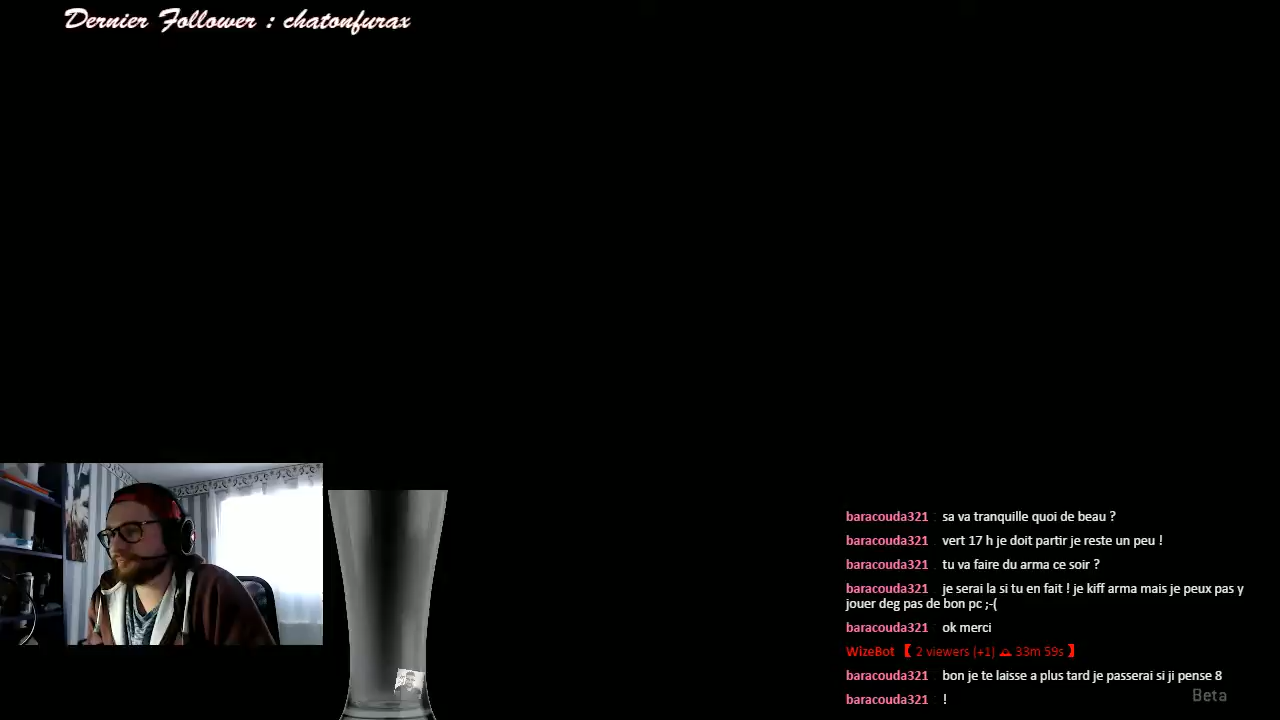 Dernier Follower : chatonfurax
baracouda321 : sa va tranquille quoi de beau ?
baracouda321 : vert 17 h je doit partir je reste un peu !
baracouda321 : tu va faire du arma ce soir ?
baracouda321 : je serai la si tu en fait ! je kiff arma mais je peux pas y
jouer deg pas de bon pc ;-(
baracouda321 : ok merci
WizeBot 【 2 viewers (+1) 33m 59s 】
baracouda321 : bon je te laisse a plus tard je passerai si ji pense 8
baracouda321 : !
Beta